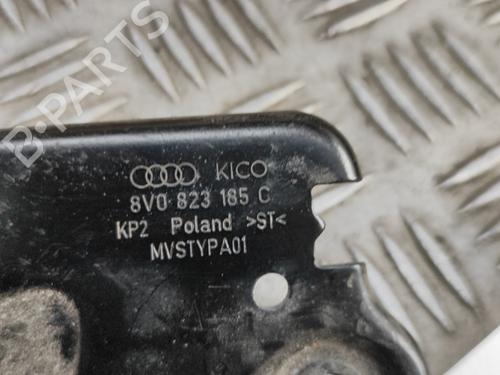 B-PARTS
KICO
8V0 823 185 C
KP2 Poland >ST<
MVSTYPA01